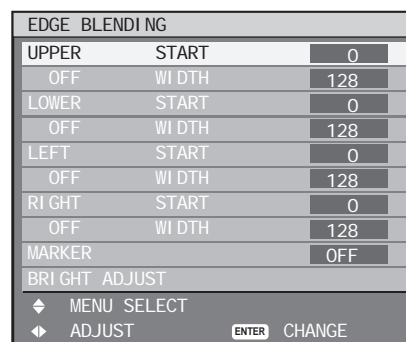 EDGE BLENDING
UPPER START 0
OFF WIDTH 128
LOWER START 0
OFF WIDTH 128
LEFT START 0
OFF WIDTH 128
RIGHT START 0
OFF WIDTH 128
MARKER OFF
BRIGHT ADJUST
MENU SELECT
ADJUST ENTER CHANGE